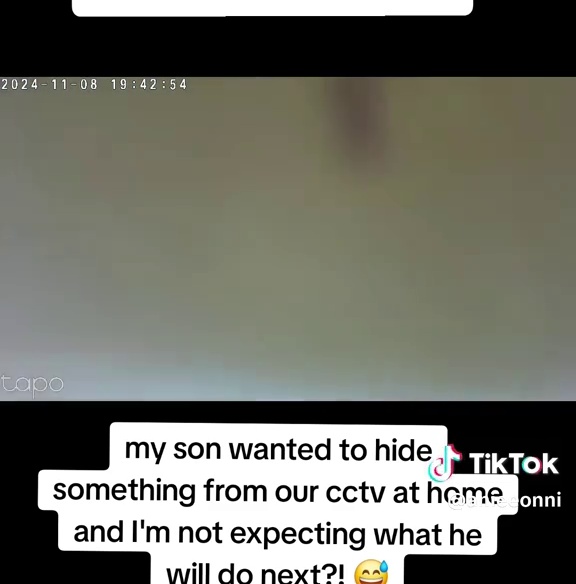 2024-11-08 19:42:54
tapo
my son wanted to hide
TikTok
something from our cctv at home
and I'm not expecting what he
will do next?! 😅